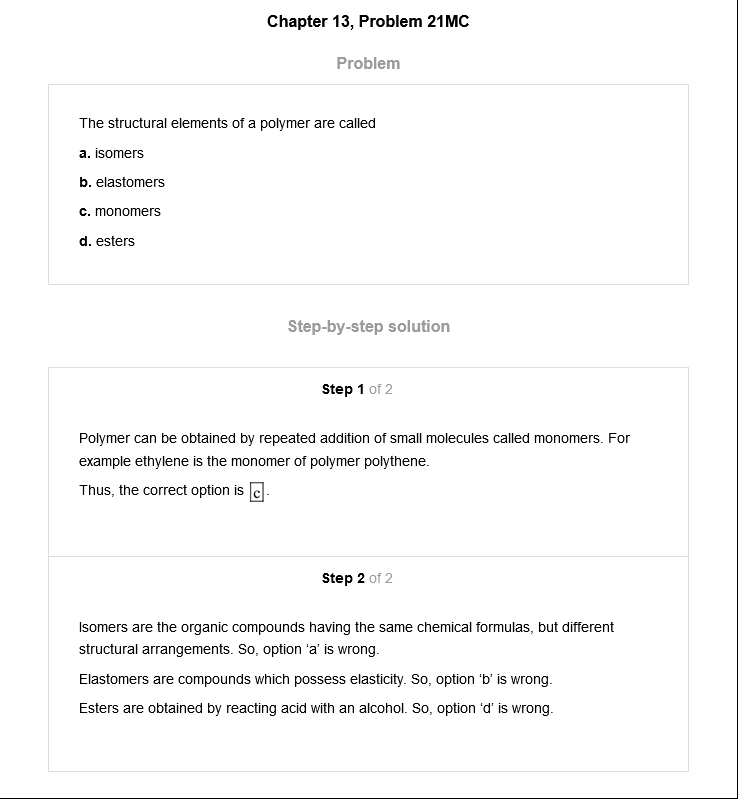 Chapter 13, Problem 21MC
Problem
The structural elements of a polymer are called
a. isomers
b. elastomers
c. monomers
d. esters
Step-by-step solution
Step 1 of 2
Polymer can be obtained by repeated addition of small molecules called monomers. For
example ethylene is the monomer of polymer polythene.
Thus, the correct option is c.
Step 2 of 2
Isomers are the organic compounds having the same chemical formulas, but different
structural arrangements. So, option ‘a’ is wrong.
Elastomers are compounds which possess elasticity. So, option ‘b’ is wrong.
Esters are obtained by reacting acid with an alcohol. So, option ‘d’ is wrong.